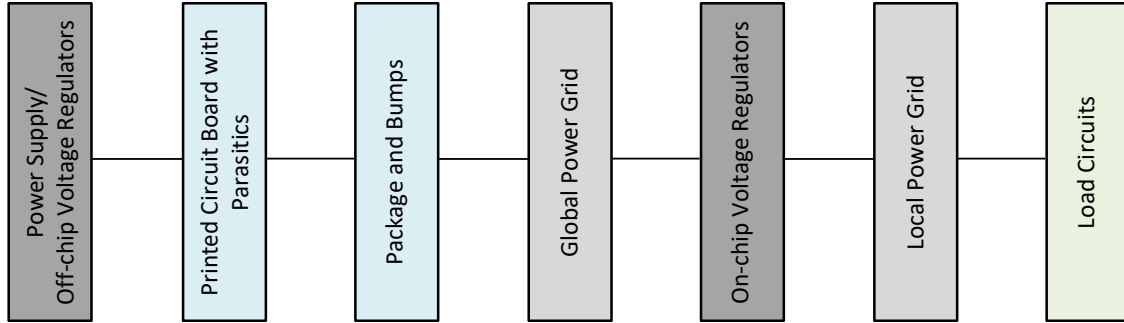 Power Supply/
Off-chip Voltage Regulators
Printed Circuit Board with
Parasitics
Package and Bumps
Global Power Grid
On-chip Voltage Regulators
Local Power Grid
Load Circuits